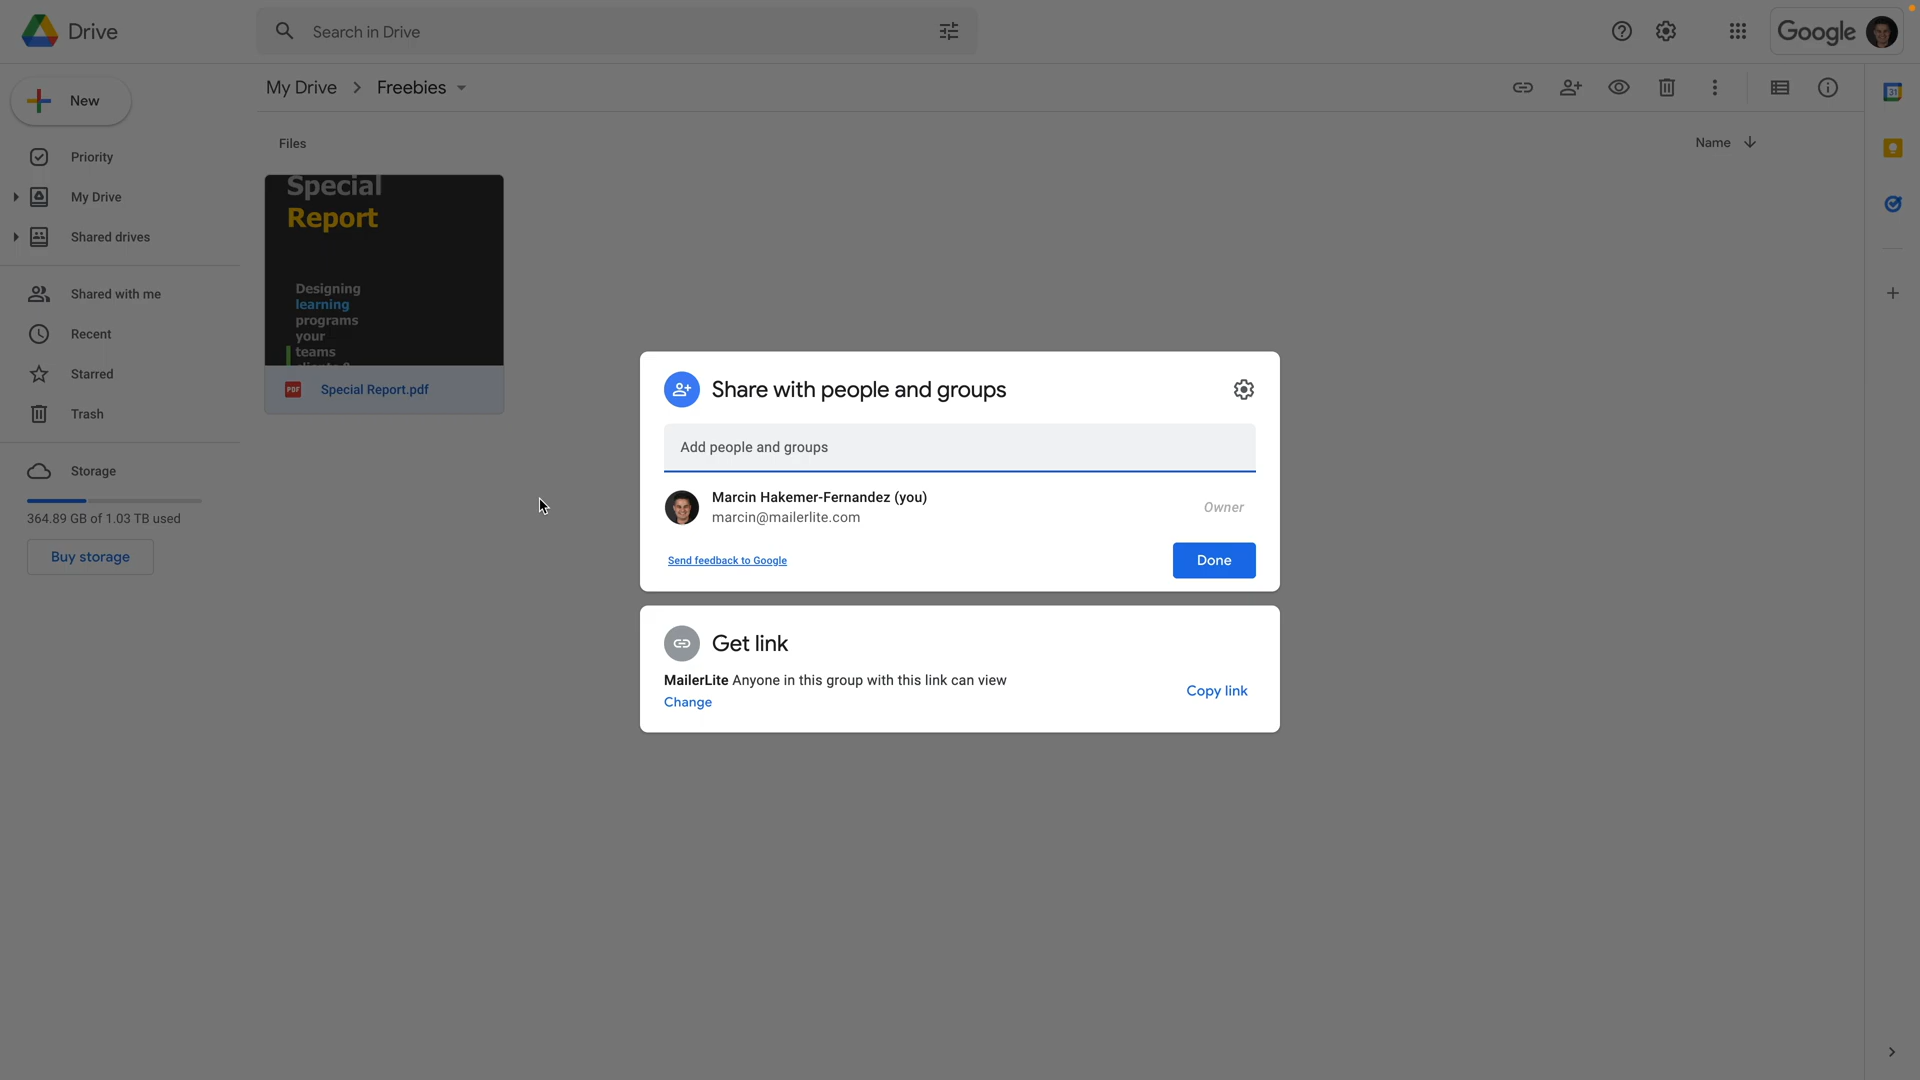 Drive
Search in Drive
Google
New
My Drive
Freebies
Priority
My Drive
Shared drives
Shared with me
Recent
Starred
Trash
Storage
364.89 GB of 1.03 TB used
Buy storage
Files
Name
Special
Report
Designing
learning
programs
your
teams
PDF
Special Report.pdf
Share with people and groups
Add people and groups
Marcin Hakemer-Fernandez (you)
marcin@mailerlite.com
Owner
Send feedback to Google
Done
Get link
MailerLite Anyone in this group with this link can view
Change
Copy link
31